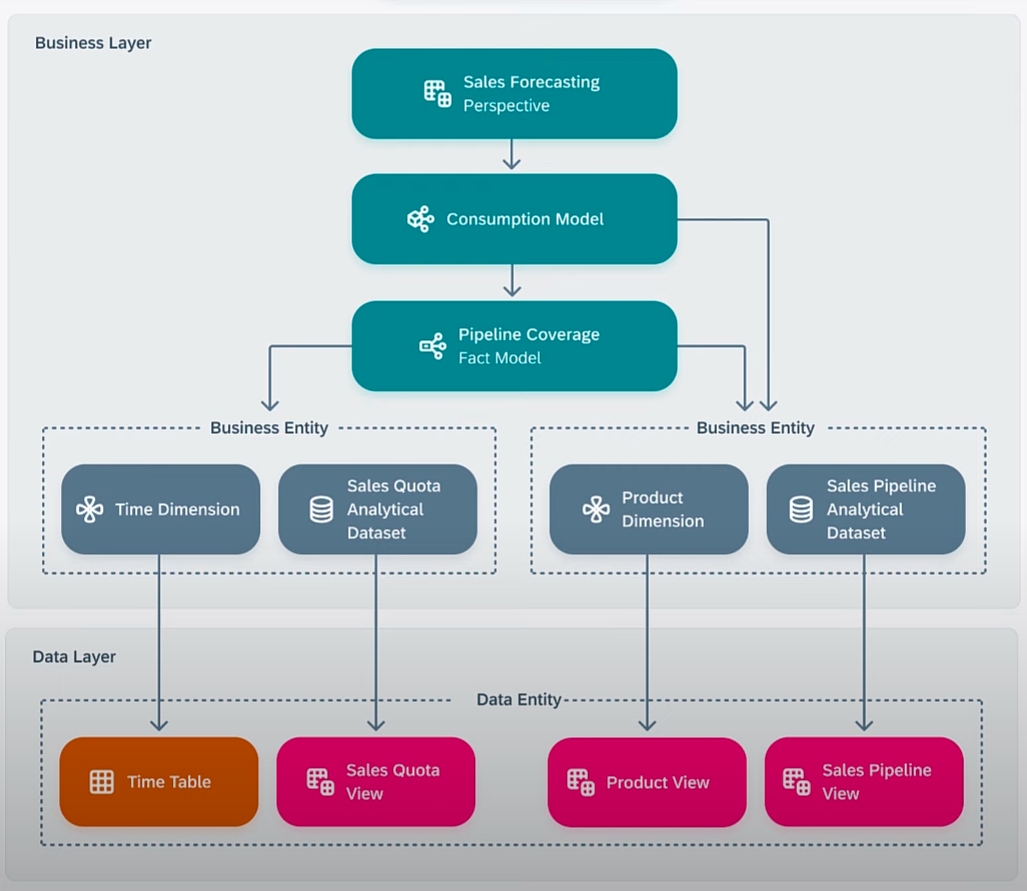 Business Layer
Sales Forecasting
Perspective
Consumption Model
Pipeline Coverage
Fact Model
Business Entity
Business Entity
Time Dimension
Sales Quota
Analytical
Dataset
Product
Dimension
Sales Pipeline
Analytical
Dataset
Data Layer
Data Entity
Time Table
Sales Quota
View
Product View
Sales Pipeline
View